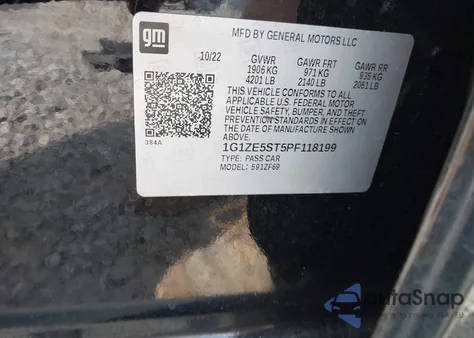 gm
MFD BY GENERAL MOTORS LLC
10/22 GVWR GAWR FRT GAWR RR
1906 KG 971 KG 935 KG
4201 LB 2140 LB 2061 LB
THIS VEHICLE CONFORMS TO ALL
APPLICABLE U.S. FEDERAL MOTOR
VEHICLE SAFETY, BUMPER, AND THEFT
PREVENTION STANDARDS IN EFFECT
ON THE DATE OF MANUFACTURE
SHOWN ABOVE.
384A
1G1ZE5ST5PF118199
TYPE: PASS CAR
MODEL: 591ZF69
AutoSnap